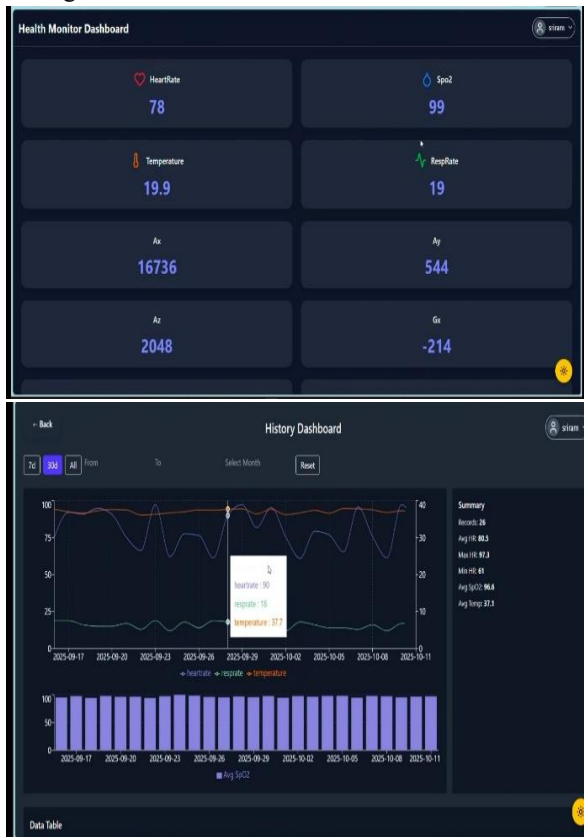 Health Monitor Dashboard
sriram
HeartRate
78
Spo2
99
Temperature
19.9
RespRate
19
Ax
16736
Ay
544
Az
2048
Gx
-214
← Back
History Dashboard
sriram
7d 30d All From To Select Month Reset
100
75
50
25
0
40
30
20
10
0
heartrate : 90
resprate : 18
temperature : 37.7
2025-09-17 2025-09-20 2025-09-23 2025-09-26 2025-09-29 2025-10-02 2025-10-05 2025-10-08 2025-10-11
heartrate resprate temperature
Summary
Records: 26
Avg HR: 80.5
Max HR: 97.3
Min HR: 61
Avg SpO2: 96.6
Avg Temp: 37.1
100
50
0
2025-09-17 2025-09-20 2025-09-23 2025-09-26 2025-09-29 2025-10-02 2025-10-05 2025-10-08 2025-10-11
Avg SpO2
Data Table